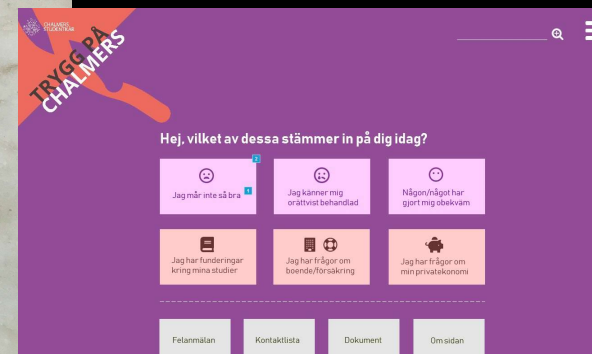 CHALMERS
STUDENTKÅR
TRYGG PÅ
CHALMERS
Hej, vilket av dessa stämmer in på dig idag?
2
Jag mår inte så bra
1
Jag känner mig
orättvist behandlad
Någon/något har
gjort mig obekväm
Jag har funderingar
kring mina studier
Jag har frågor om
boende/försäkring
Jag har frågor om
min privatekonomi
Felanmälan
Kontaktlista
Dokument
Om sidan